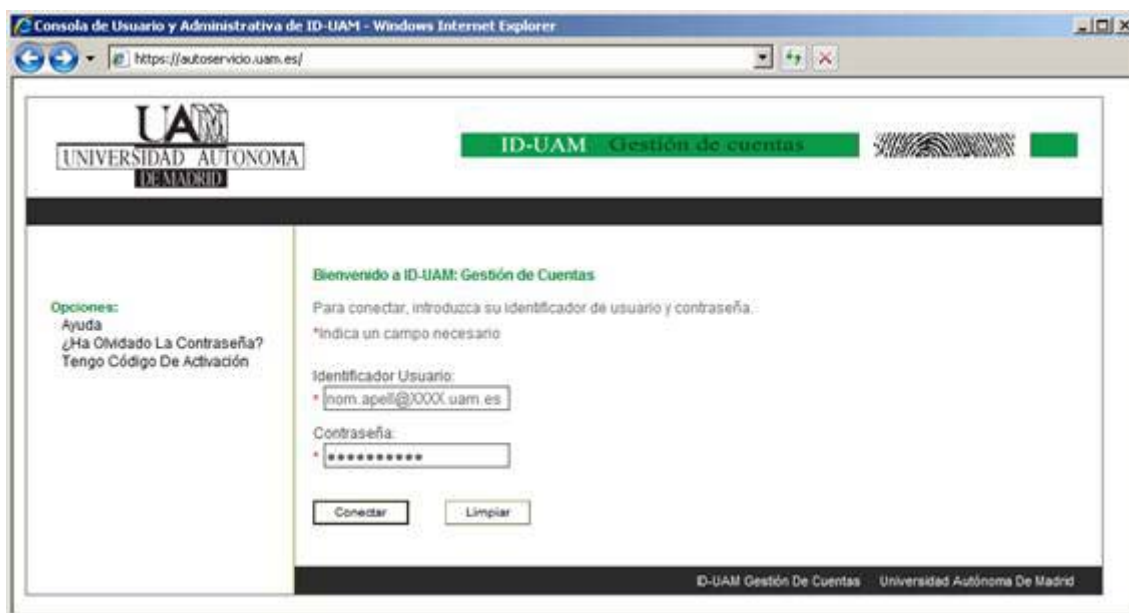 Consola de Usuario y Administrativa de ID-UAM - Windows Internet Explorer
https://autoservicio.uam.es/
UAM
UNIVERSIDAD AUTONOMA
DE MADRID
ID-UAM Gestión de cuentas
Bienvenido a ID-UAM: Gestión de Cuentas
Opciones:
Ayuda
¿Ha Olvidado La Contraseña?
Tengo Código De Activación
Para conectar, introduzca su identificador de usuario y contraseña.
*Indica un campo necesario
Identificador Usuario:
* nom.apell@XXXX.uam.es
Contraseña:
* ••••••••••
Conectar Limpiar
ID-UAM Gestión De Cuentas Universidad Autónoma De Madrid